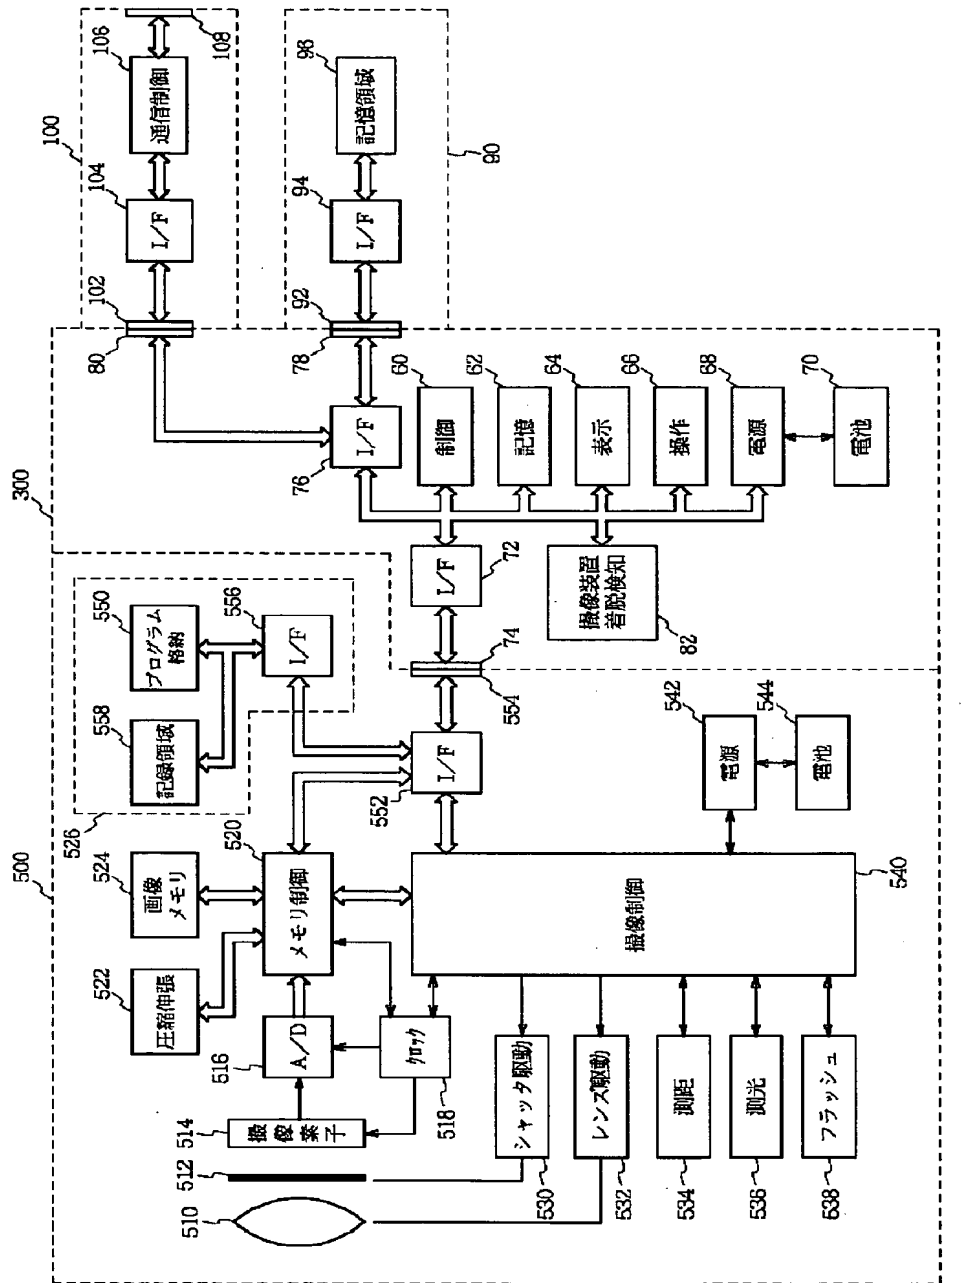 500
300
100
526
522
524
558
550
80
102
104
106
圧縮伸張
画像
メモリ
記録領域
プログラム
格納
I/F
通信制御
108
510
512
514
516
520
556
撮像素子
A/D
メモリ制御
I/F
76
78
92
94
96
I/F
I/F
記憶領域
552
クロック
518
I/F
554
74
I/F
72
60
制御
90
530
シャッタ駆動
62
記憶
532
レンズ駆動
撮像制御
撮像装置
着脱検知
82
64
表示
534
測距
542
66
操作
536
測光
電源
68
電源
544
538
フラッシュ
540
電池
70
電池